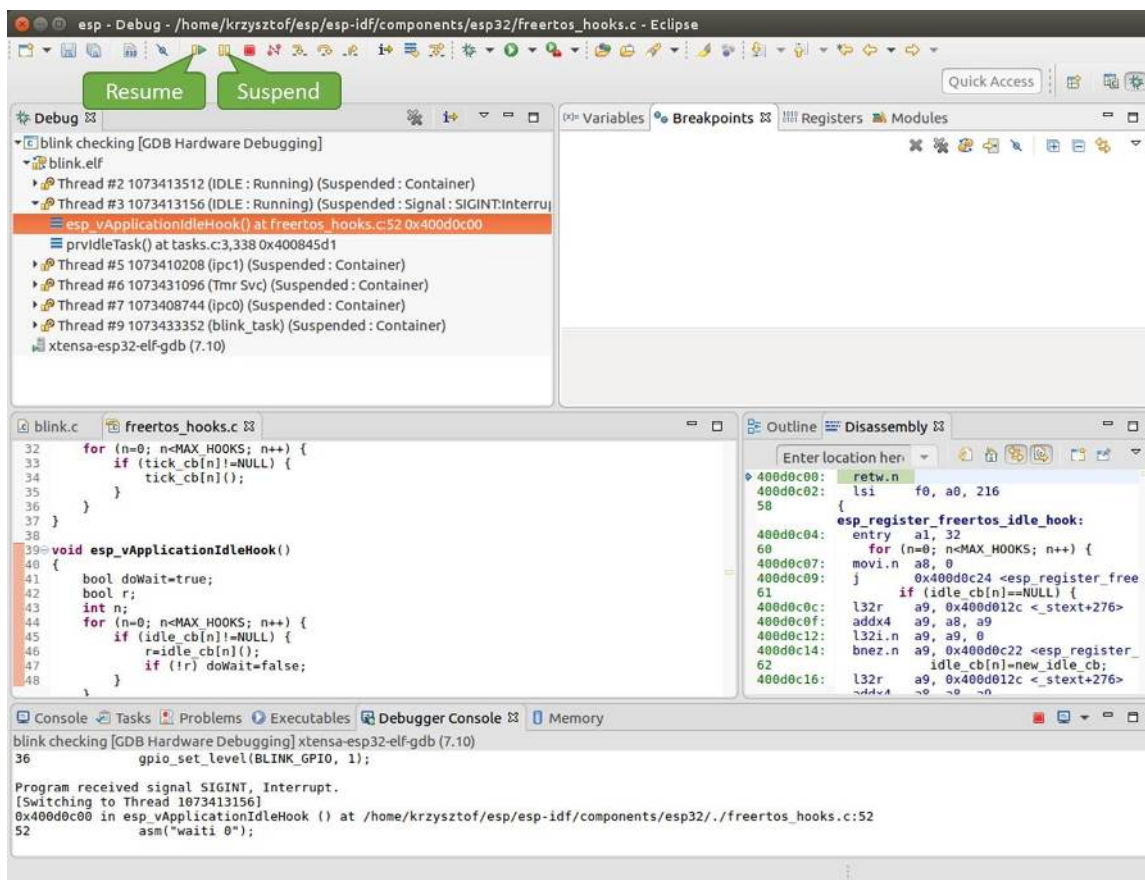 esp - Debug - /home/krzysztof/esp/esp-idf/components/esp32/freertos_hooks.c - Eclipse
Resume
Suspend
Quick Access
Debug
blink checking [GDB Hardware Debugging]
blink.elf
Thread #2 1073413512 (IDLE : Running) (Suspended : Container)
Thread #3 1073413156 (IDLE : Running) (Suspended : Signal : SIGINT:Interrup
esp_vApplicationIdleHook() at freertos_hooks.c:52 0x400d0c00
prvIdleTask() at tasks.c:3,338 0x400845d1
Thread #5 1073410208 (ipc1) (Suspended : Container)
Thread #6 1073431096 (Tmr Svc) (Suspended : Container)
Thread #7 1073408744 (ipc0) (Suspended : Container)
Thread #9 1073433352 (blink_task) (Suspended : Container)
xtensa-esp32-elf-gdb (7.10)
(x)= Variables Breakpoints Registers Modules
blink.c freertos_hooks.c
32 for (n=0; n<MAX_HOOKS; n++) {
33 if (tick_cb[n]!=NULL) {
34 tick_cb[n]();
35 }
36 }
37 }
38
39 void esp_vApplicationIdleHook()
40 {
41 bool doWait=true;
42 bool r;
43 int n;
44 for (n=0; n<MAX_HOOKS; n++) {
45 if (idle_cb[n]!=NULL) {
46 r=idle_cb[n]();
47 if (!r) doWait=false;
48 }
}
Outline Disassembly
Enter location her
400d0c00: retw.n
400d0c02: lsi f0, a0, 216
58 {
esp_register_freertos_idle_hook:
400d0c04: entry a1, 32
60 for (n=0; n<MAX_HOOKS; n++) {
400d0c07: movi.n a8, 0
400d0c09: j 0x400d0c24 <esp_register_free
61 if (idle_cb[n]==NULL) {
400d0c0c: l32r a9, 0x400d012c <_stext+276>
400d0c0f: addx4 a9, a8, a9
400d0c12: l32i.n a9, a9, 0
400d0c14: bnez.n a9, 0x400d0c22 <esp_register_
62 idle_cb[n]=new_idle_cb;
400d0c16: l32r a9, 0x400d012c <_stext+276>
addx4 a8, a8, a9
Console Tasks Problems Executables Debugger Console Memory
blink checking [GDB Hardware Debugging] xtensa-esp32-elf-gdb (7.10)
36 gpio_set_level(BLINK_GPIO, 1);
Program received signal SIGINT, Interrupt.
[Switching to Thread 1073413156]
0x400d0c00 in esp_vApplicationIdleHook () at /home/krzysztof/esp/esp-idf/components/esp32/./freertos_hooks.c:52
52 asm("waiti 0");